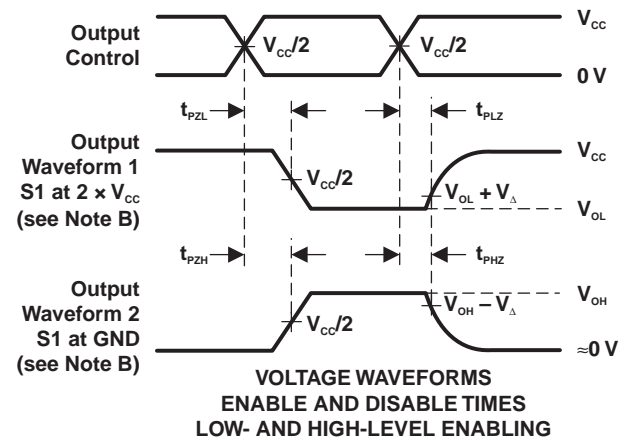 Output
Control
V_CC/2
V_CC/2
V_CC
0 V
t_PZL
t_PLZ
Output
Waveform 1
S1 at 2 × V_CC
(see Note B)
V_CC/2
V_OL + V_Δ
V_CC
V_OL
t_PZH
t_PHZ
Output
Waveform 2
S1 at GND
(see Note B)
V_CC/2
V_OH – V_Δ
V_OH
≈0 V
VOLTAGE WAVEFORMS
ENABLE AND DISABLE TIMES
LOW- AND HIGH-LEVEL ENABLING